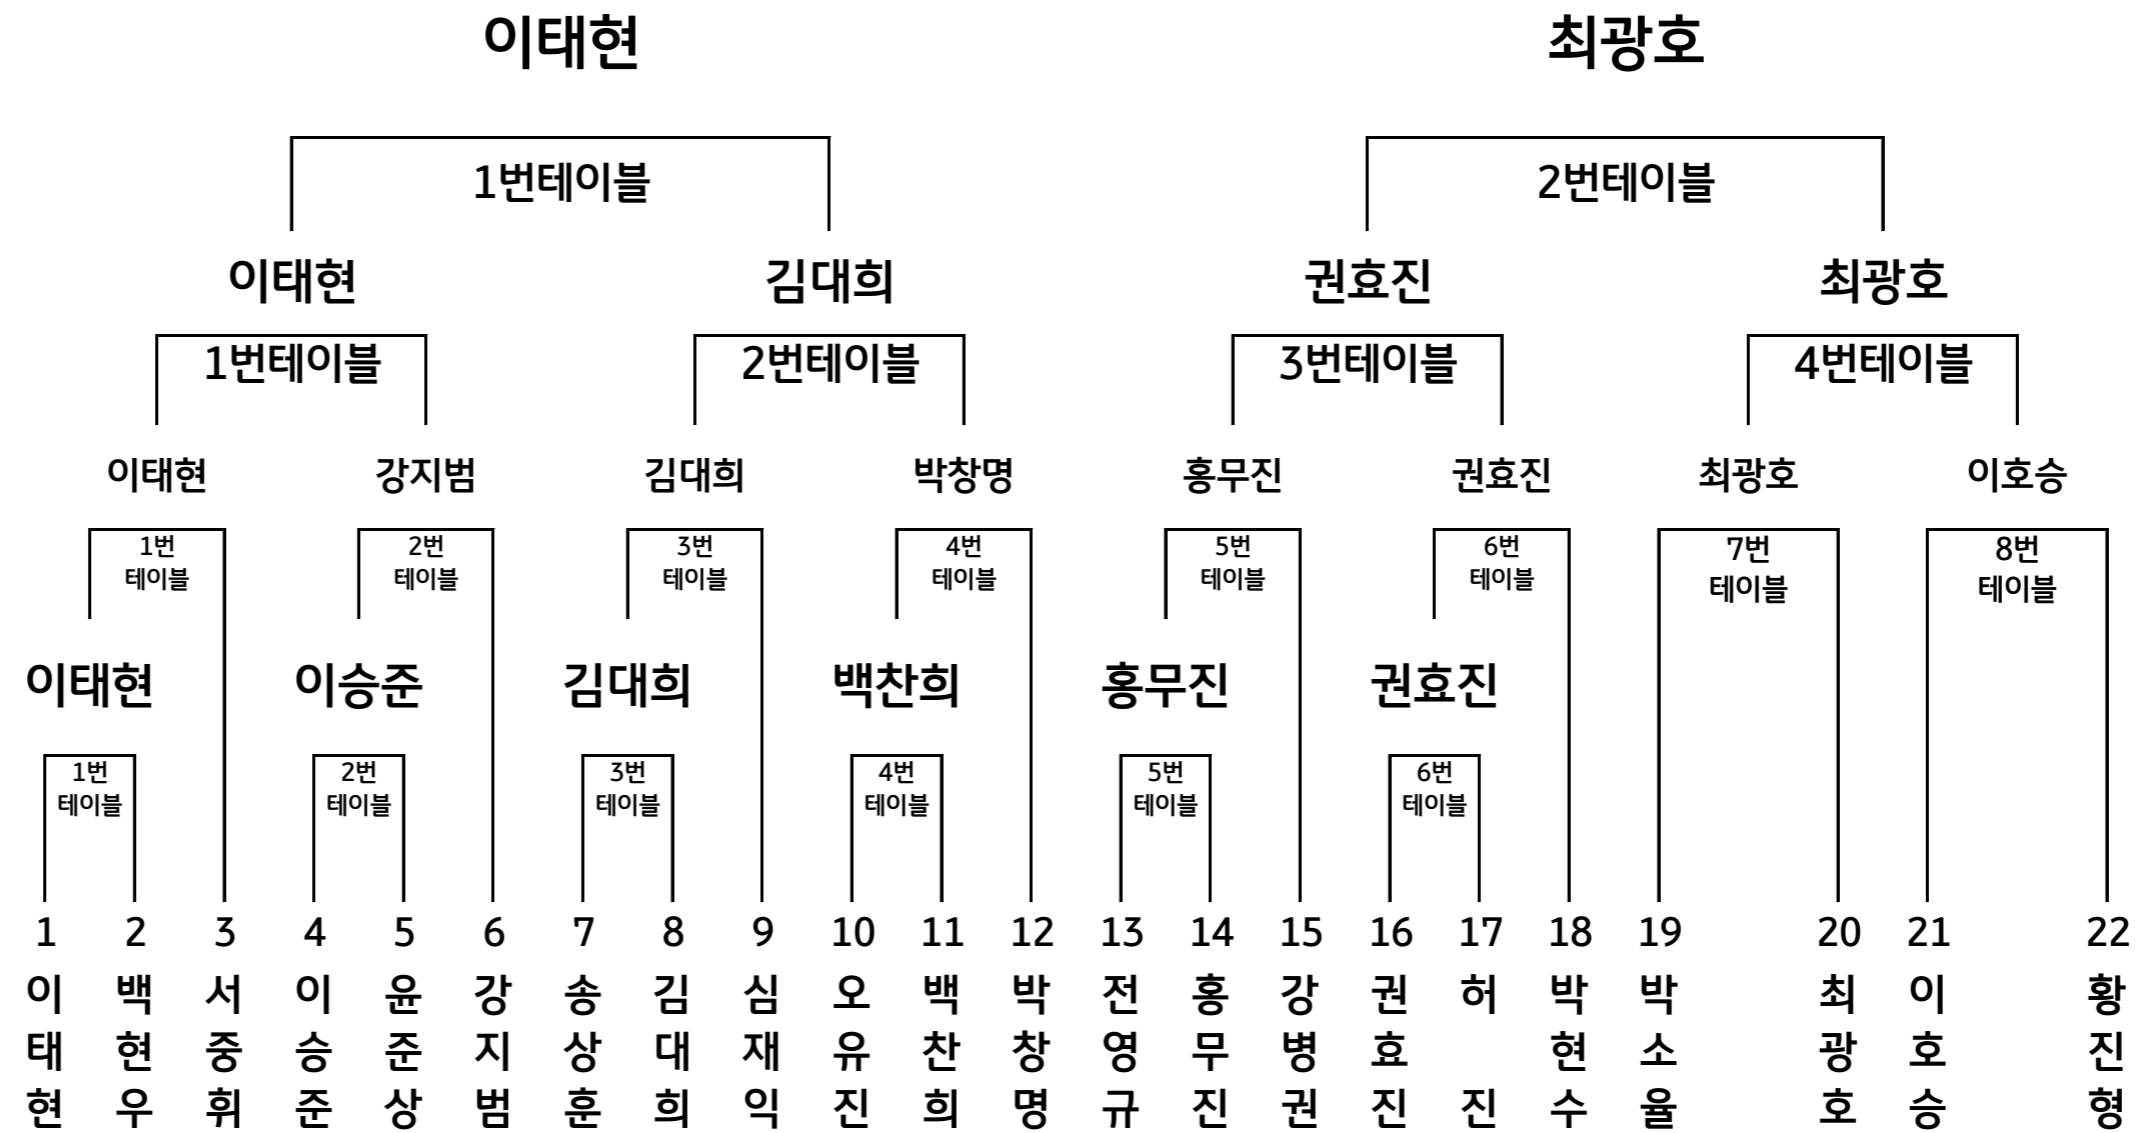 이태현 최광호
1번테이블 2번테이블
이태현 김대희 권효진 최광호
1번테이블 2번테이블 3번테이블 4번테이블
이태현 강지범 김대희 박창명 홍무진 권효진 최광호 이호승
1번 테이블 2번 테이블 3번 테이블 4번 테이블 5번 테이블 6번 테이블 7번 테이블 8번 테이블
이태현 이승준 김대희 백찬희 홍무진 권효진
1번 테이블 2번 테이블 3번 테이블 4번 테이블 5번 테이블 6번 테이블
1 2 3 4 5 6 7 8 9 10 11 12 13 14 15 16 17 18 19 20 21 22
이태현 백현우 서중휘 이승준 윤준상 강지범 송상훈 김대희 심재익 오유진 백찬희 박창명 전영규 홍무진 강병권 권효진 허진 박현수 박소율 최광호 이호승 황진형